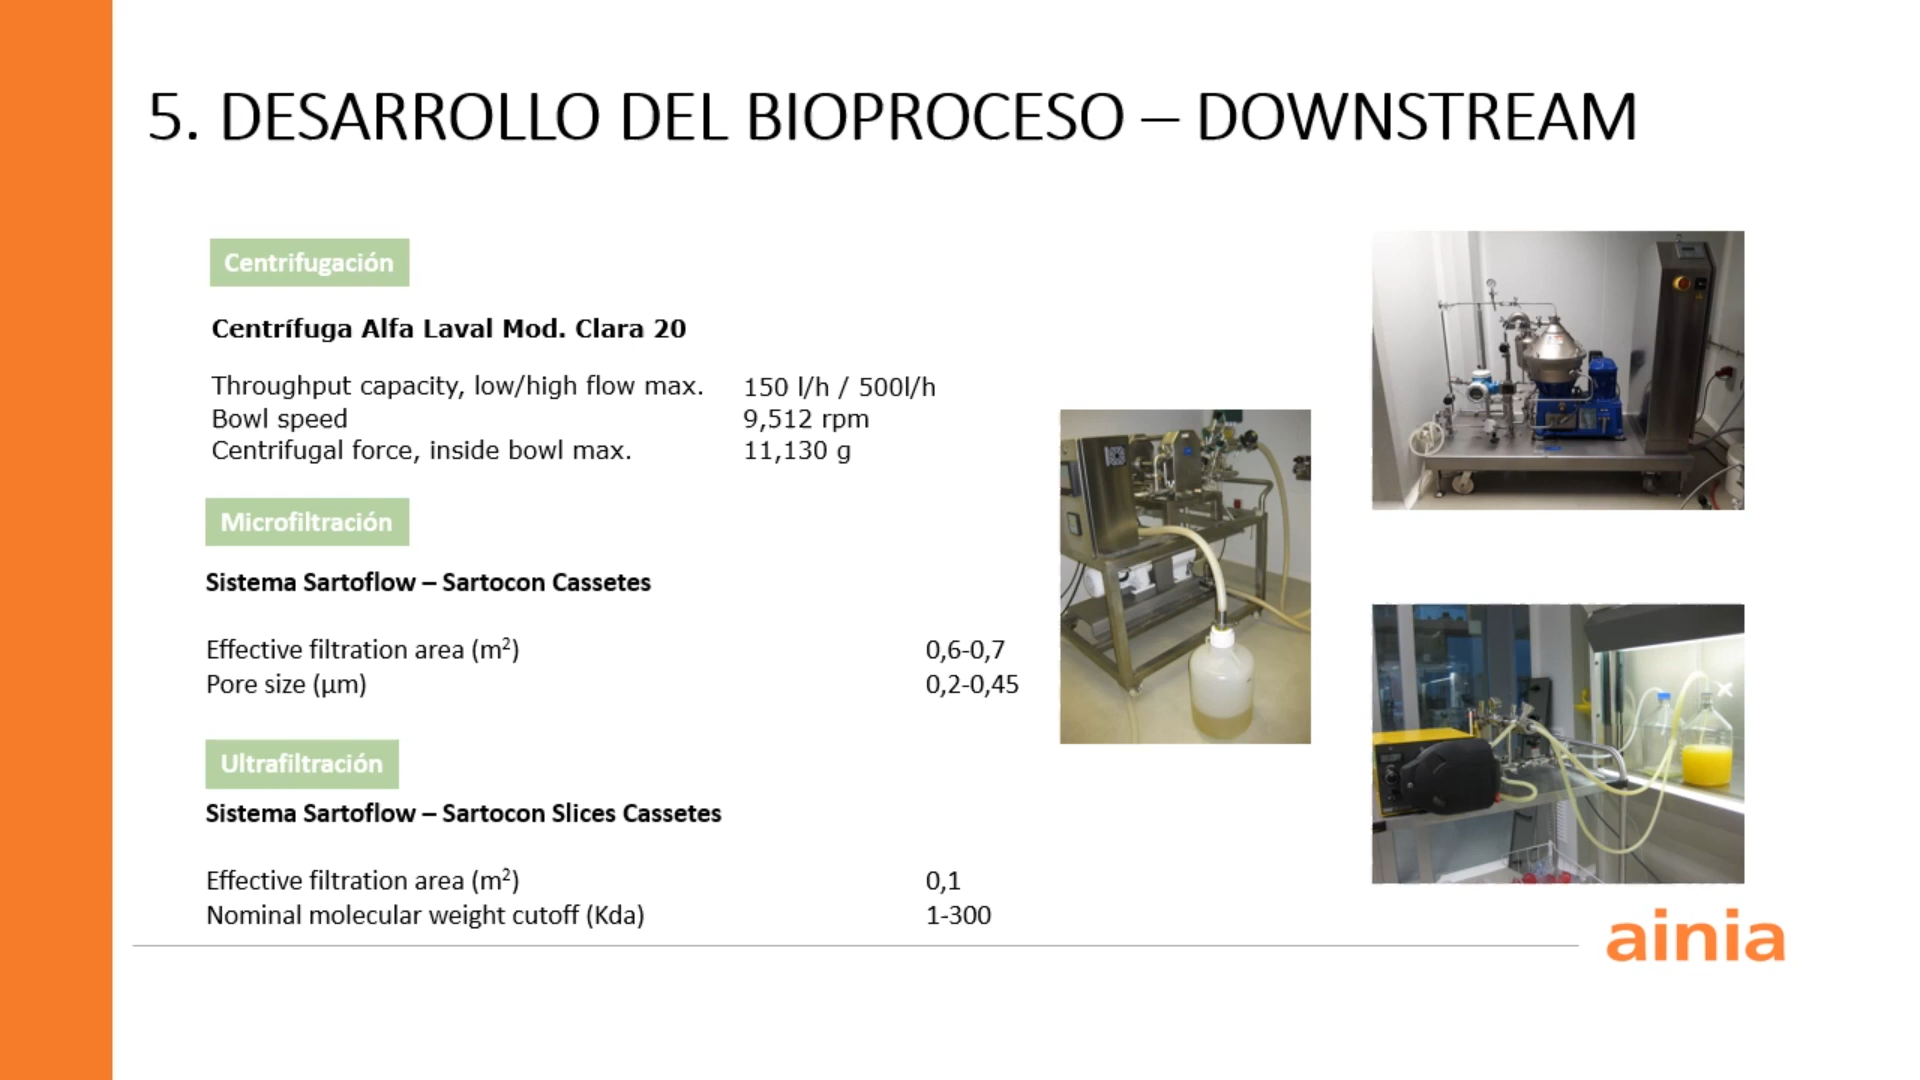 5. DESARROLLO DEL BIOPROCESO – DOWNSTREAM
Centrifugación
Centrífuga Alfa Laval Mod. Clara 20
Throughput capacity, low/high flow max. 150 l/h / 500l/h
Bowl speed 9,512 rpm
Centrifugal force, inside bowl max. 11,130 g
Microfiltración
Sistema Sartoflow – Sartocon Cassetes
Effective filtration area (m²) 0,6-0,7
Pore size (µm) 0,2-0,45
Ultrafiltración
Sistema Sartoflow – Sartocon Slices Cassetes
Effective filtration area (m²) 0,1
Nominal molecular weight cutoff (Kda) 1-300
ainia